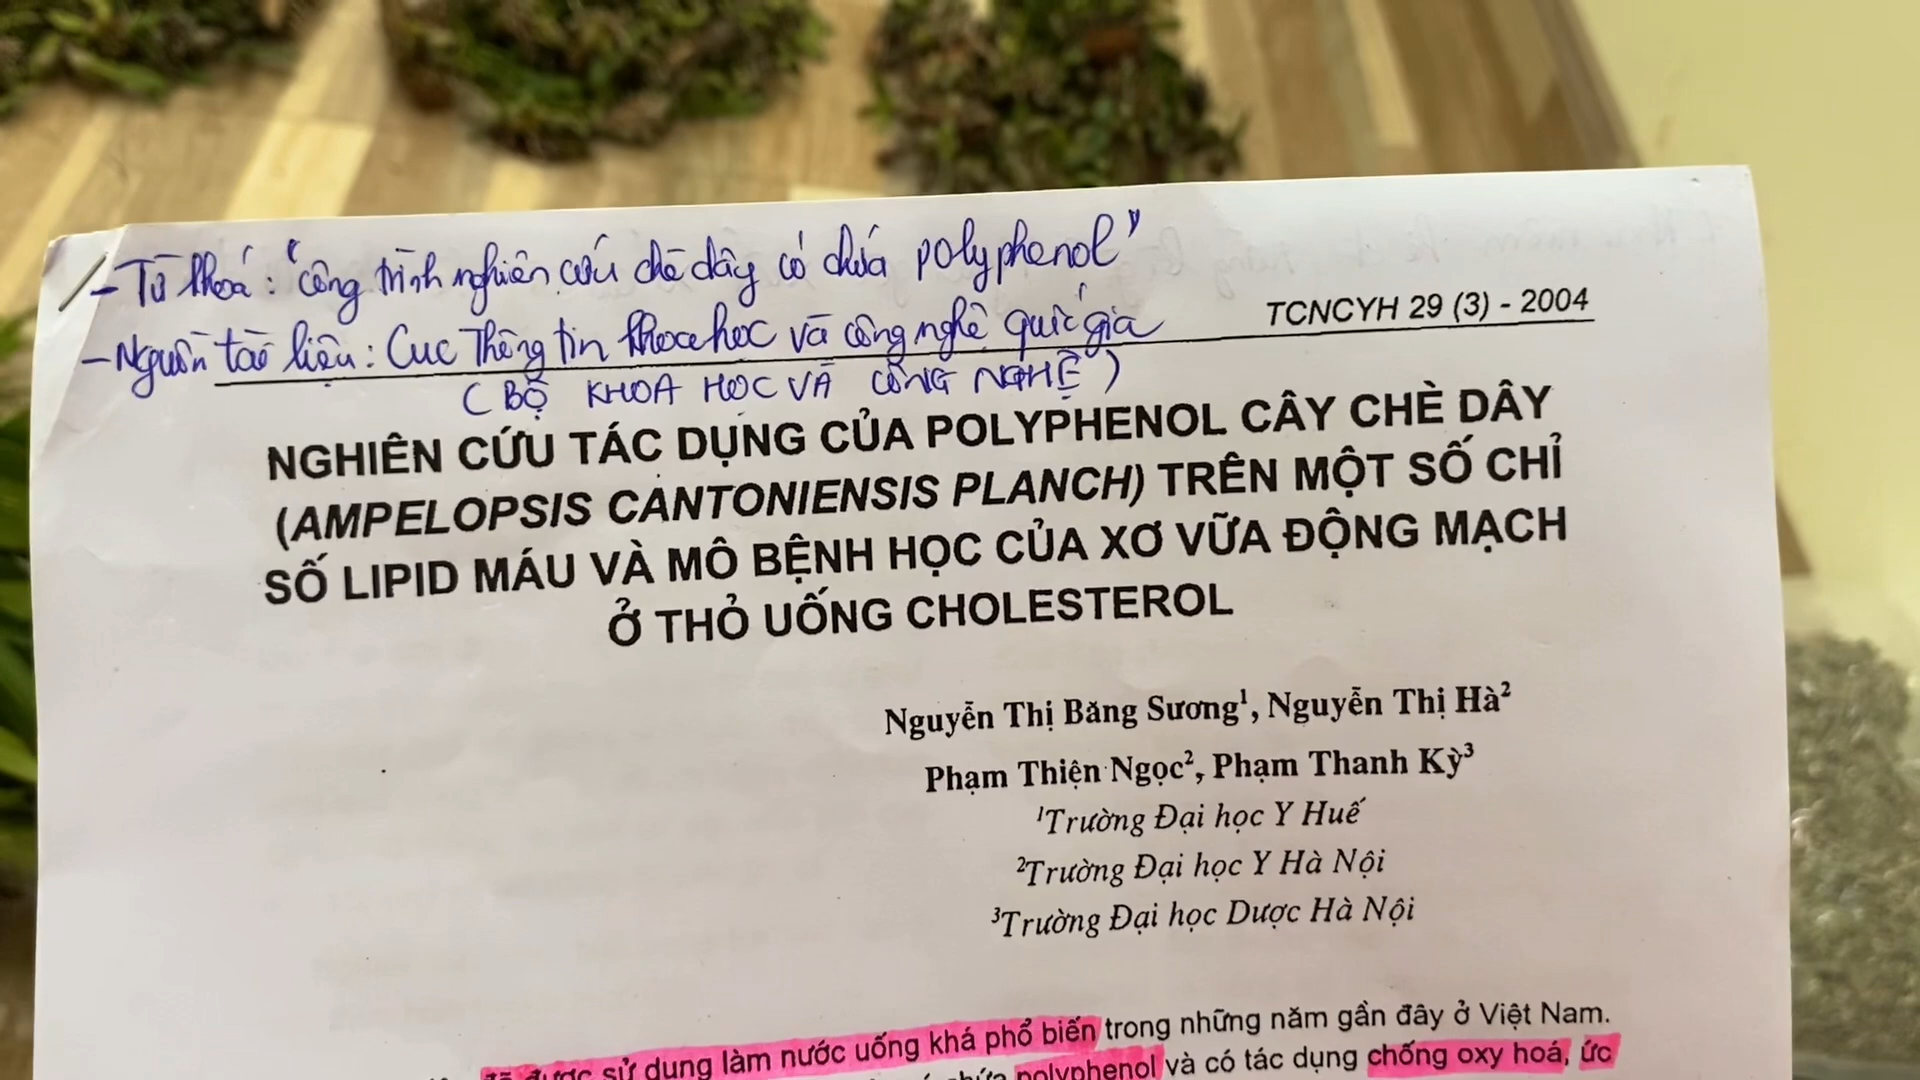 - Từ khoá: "công trình nghiên cứu chè dây có chứa polyphenol"
- Nguồn tài liệu: Cục Thông tin khoa học và công nghệ quốc gia
TCNCYH 29 (3) - 2004
( BỘ KHOA HỌC VÀ CÔNG NGHỆ )
NGHIÊN CỨU TÁC DỤNG CỦA POLYPHENOL CÂY CHÈ DÂY
(AMPELOPSIS CANTONIENSIS PLANCH) TRÊN MỘT SỐ CHỈ
SỐ LIPID MÁU VÀ MÔ BỆNH HỌC CỦA XƠ VỮA ĐỘNG MẠCH
Ở THỎ UỐNG CHOLESTEROL
Nguyễn Thị Băng Sương¹, Nguyễn Thị Hà²
Phạm Thiện Ngọc², Phạm Thanh Kỳ³
¹Trường Đại học Y Huế
²Trường Đại học Y Hà Nội
³Trường Đại học Dược Hà Nội
đã được sử dụng làm nước uống khá phổ biến trong những năm gần đây ở Việt Nam.
chứa polyphenol và có tác dụng chống oxy hoá, ức